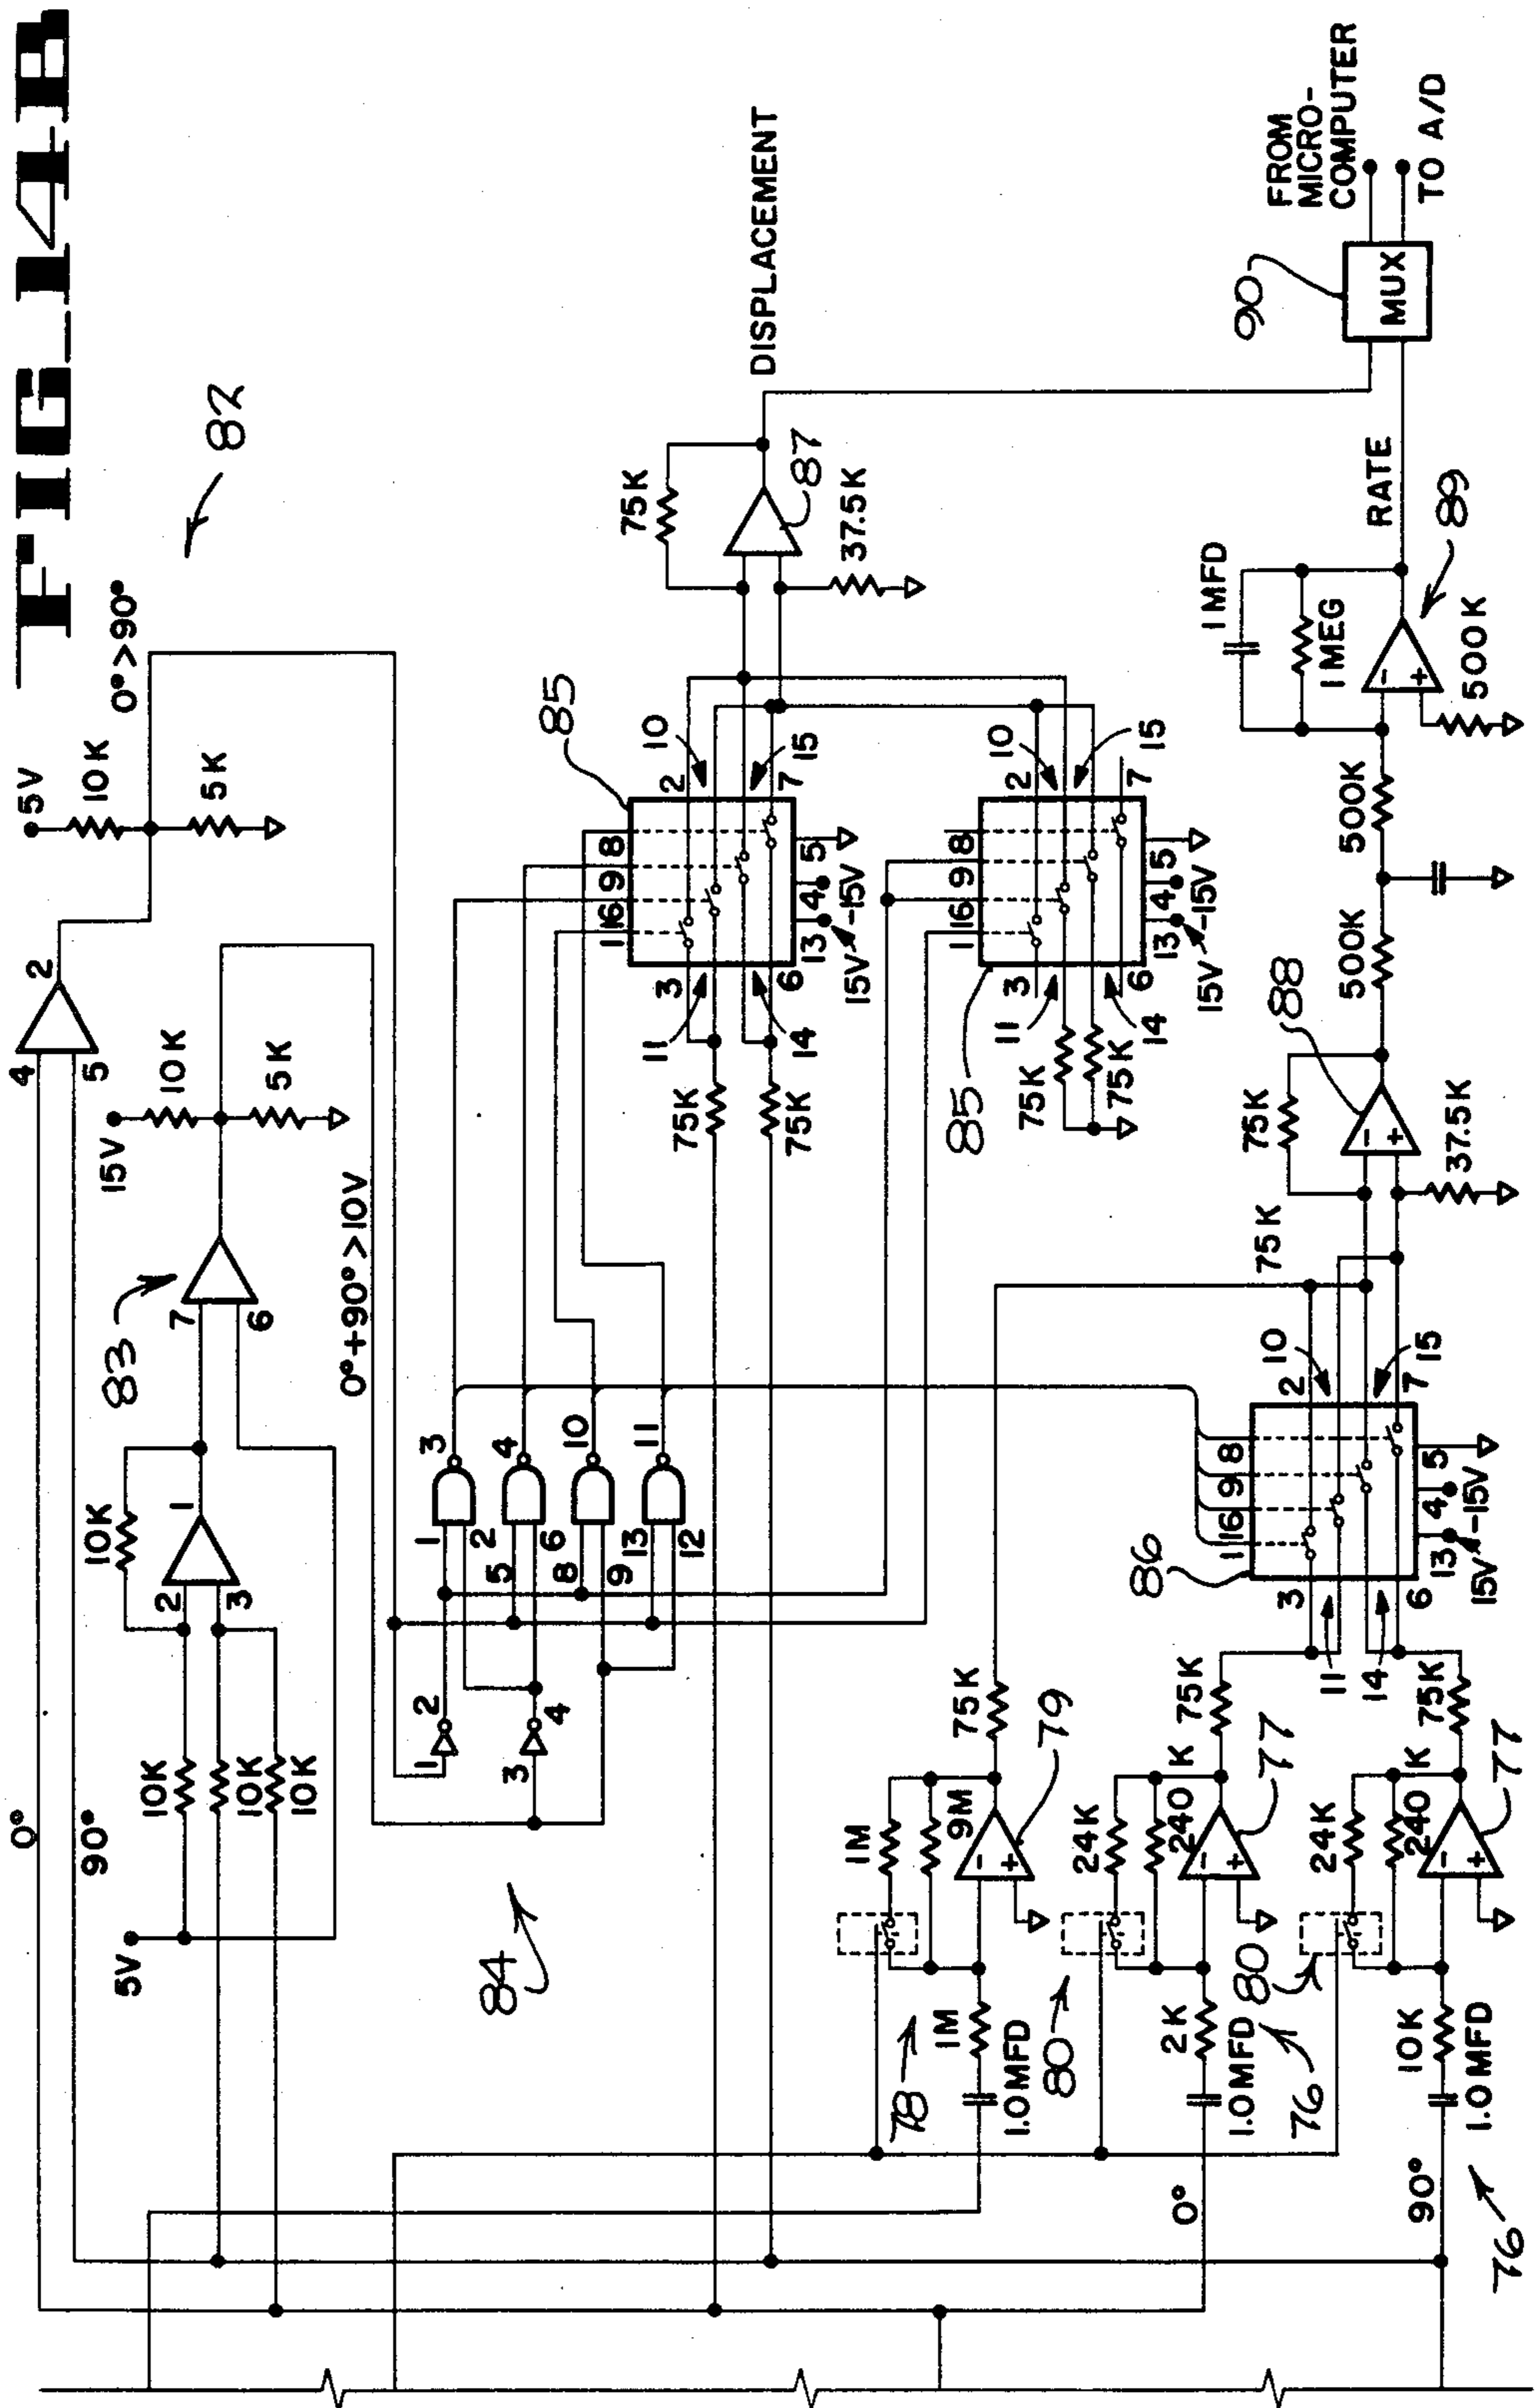 FIG_14B
82
0°
90°
4
5
2
5V
10K
5K
0°>90°
15V
10K
5K
83
7
6
0°+90°>10V
5V
10K
10K
10K
10K
2
3
1
84
1
2
3
4
1
2
3
5
6
4
8
9
10
13
12
11
85
1 16 9 8
3
11
14
6
2
10
15
7
13 4 5
15V -15V
75K
75K
75K
87
37.5K
DISPLACEMENT
85
1 16 9 8
3
11
14
6
2
10
15
7
13 4 5
15V -15V
75K
75K
78
1M
1.0MFD
1M
9M
- +
79
75K
80
0°
1.0MFD
2K
24K
240K
- +
77
75K
76
80
90°
1.0MFD
10K
24K
240K
- +
77
75K
76
86
1 16 9 8
3
11
14
6
2
10
15
7
13 4 5
15V -15V
75K
75K
- +
88
37.5K
500K
500K
1MFD
1MEG
- +
500K
89
RATE
90
MUX
FROM
MICRO-
COMPUTER
TO A/D